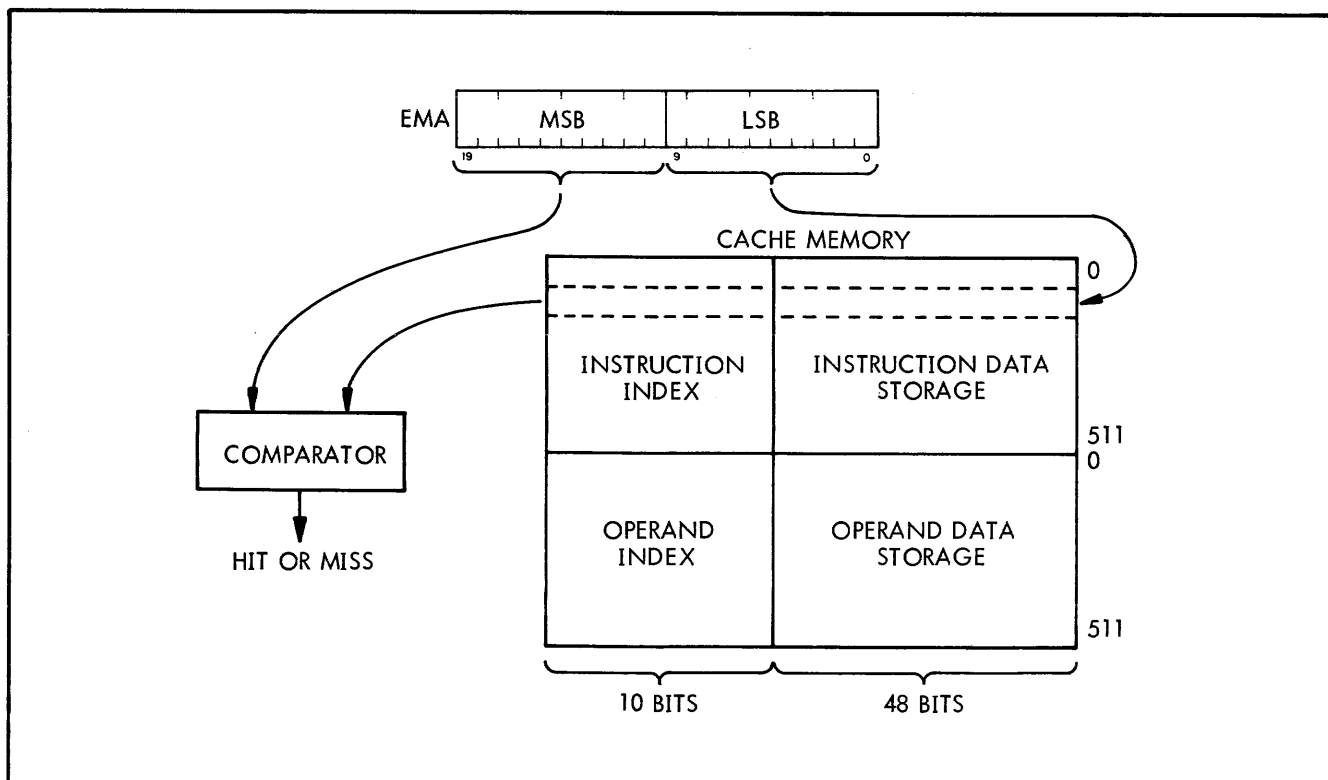 EMA
MSB
LSB
19
9
0
CACHE MEMORY
0
INSTRUCTION
INDEX
INSTRUCTION DATA
STORAGE
511
0
COMPARATOR
OPERAND
INDEX
OPERAND DATA
STORAGE
HIT OR MISS
511
10 BITS
48 BITS